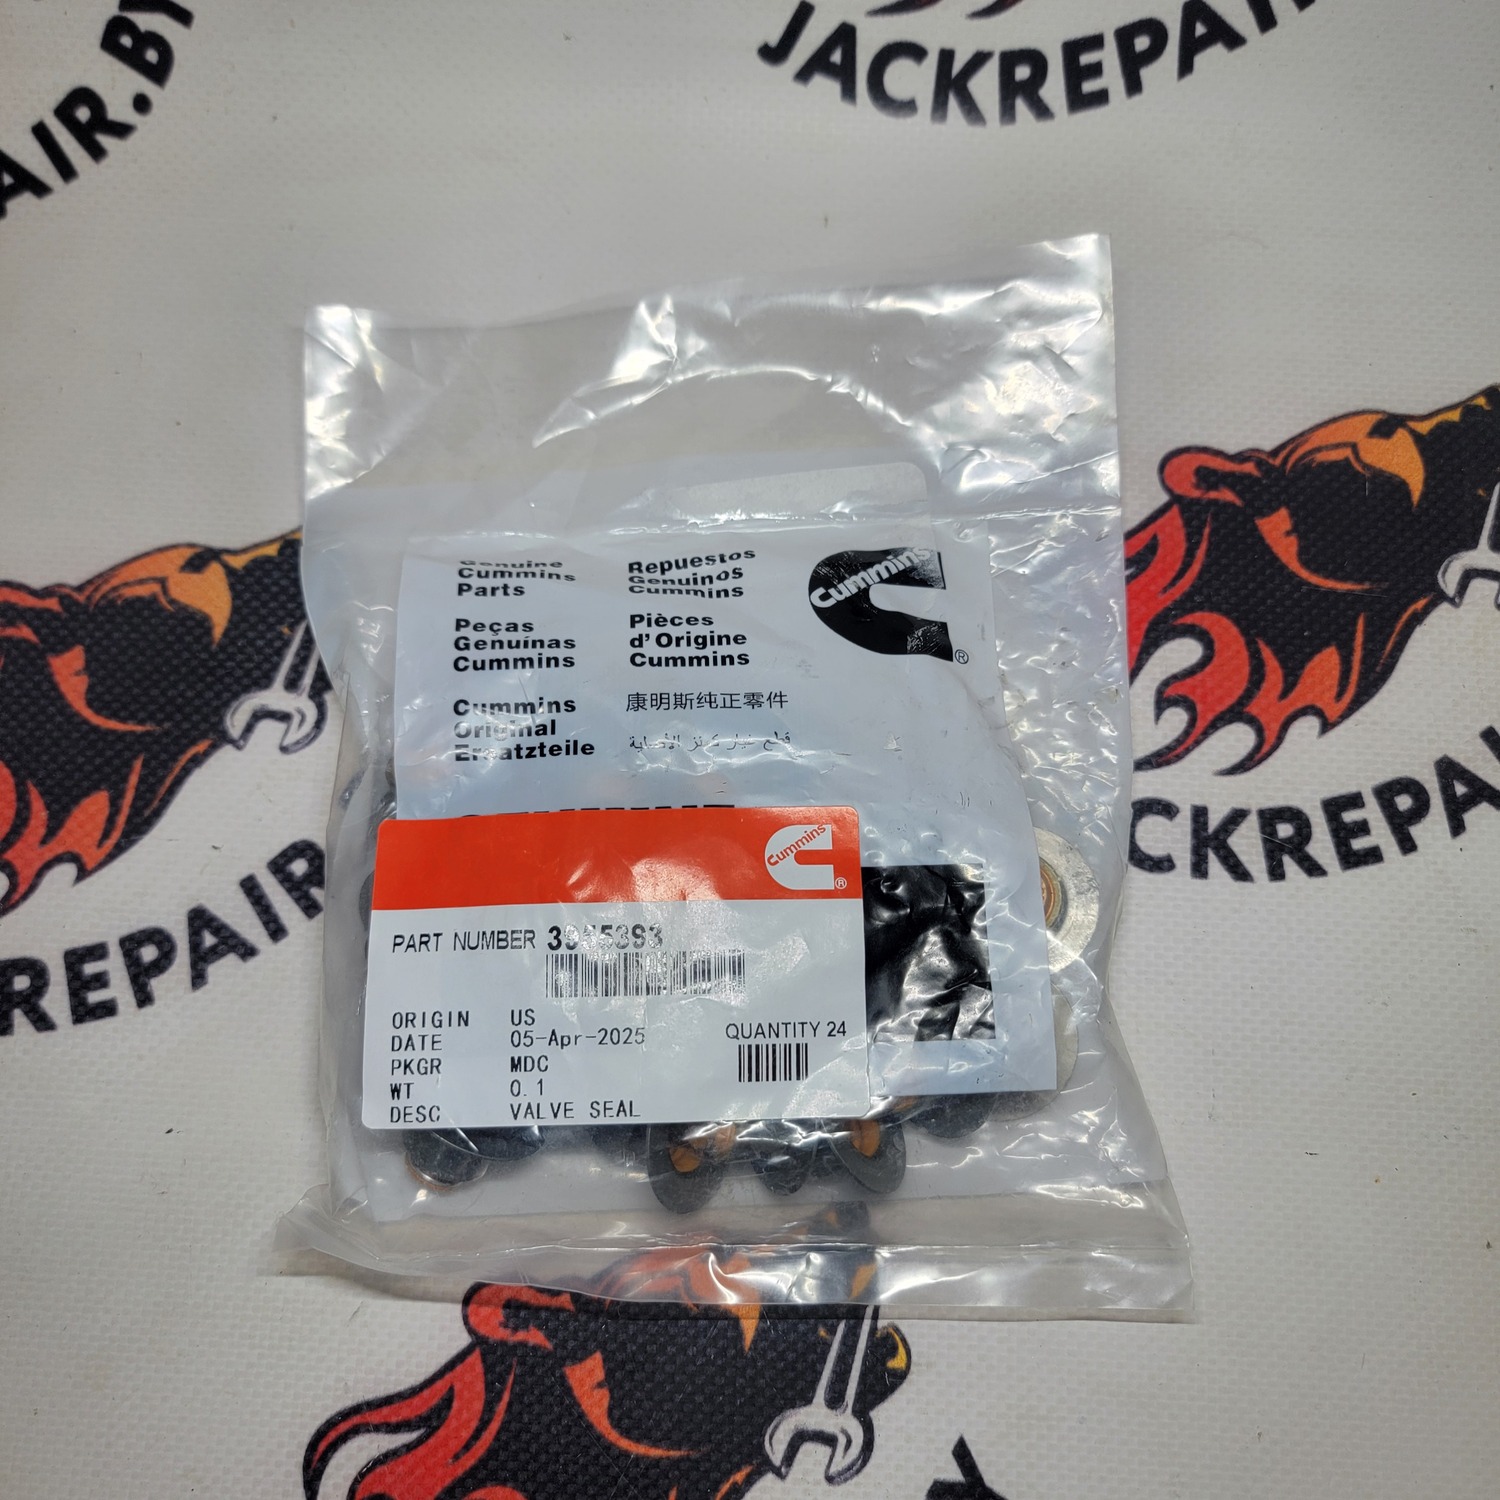 AIR.BY
JACKREPAIR
Genuine
Cummins
Parts
Repuestos
Genuinos
Cummins
Cummins
®
Peças
Genuínas
Cummins
Pièces
d'Origine
Cummins
Cummins
Original
Ersatzteile
康明斯纯正零件
Cummins
®
PART NUMBER 3955393
ORIGIN US
DATE 05-Apr-2025
PKGR MDC
WT 0.1
DESC VALVE SEAL
QUANTITY 24
REPAIR
CKREPAI